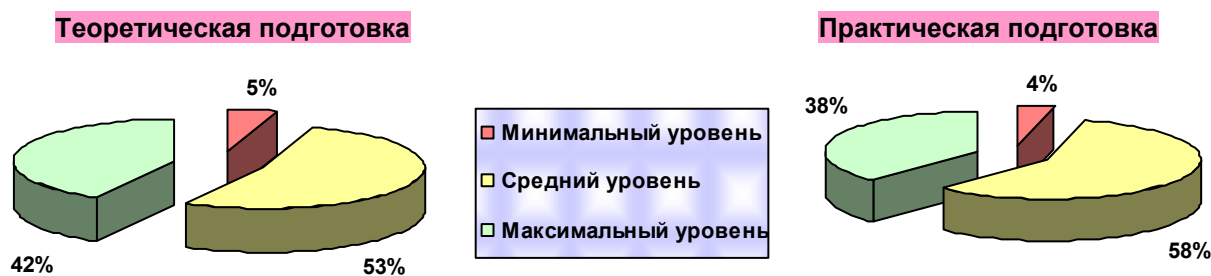 Теоретическая подготовка
5%
42%
53%
Минимальный уровень
Средний уровень
Максимальный уровень
Практическая подготовка
4%
38%
58%